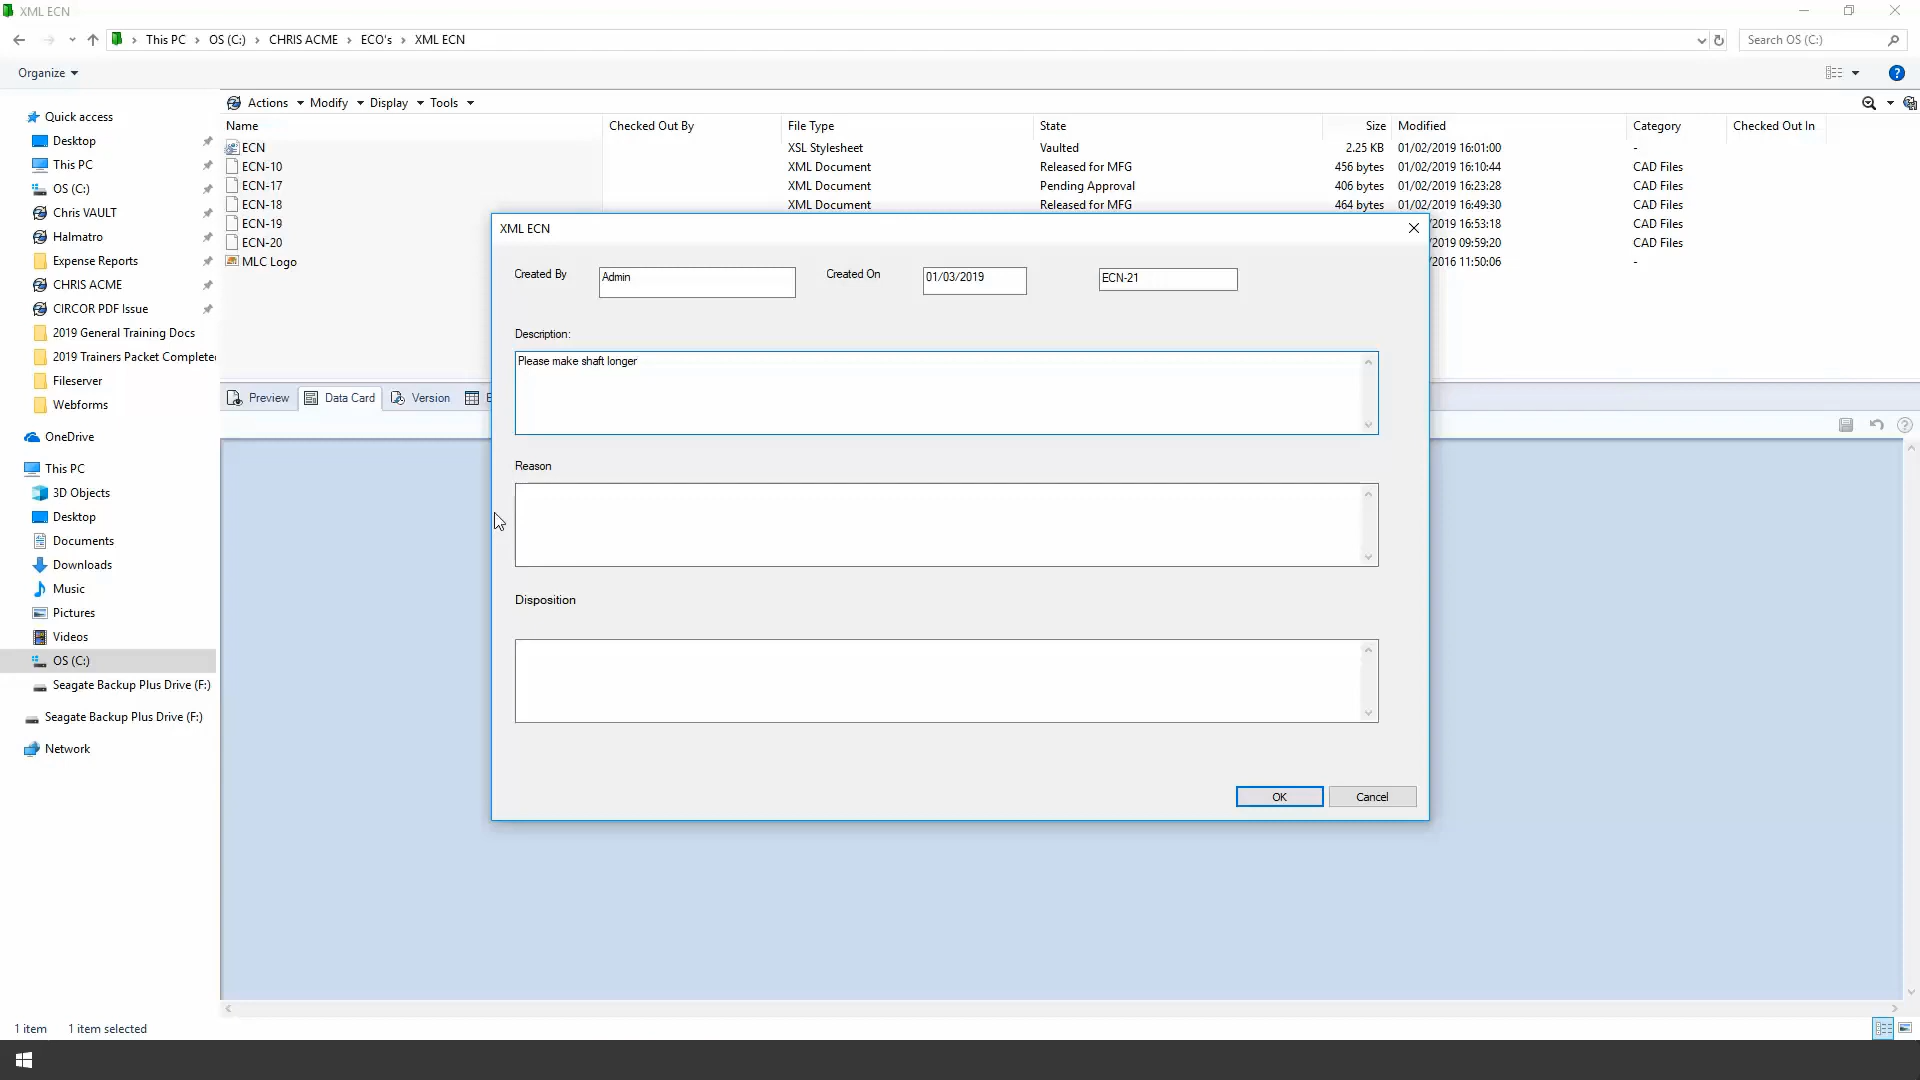 XML ECN
This PC > OS (C:) > CHRIS ACME > ECO's > XML ECN
Search OS (C:)
Organize
Quick access
Desktop
This PC
OS (C:)
Chris VAULT
Halmatro
Expense Reports
CHRIS ACME
CIRCOR PDF Issue
2019 General Training Docs
2019 Trainers Packet Complete
Fileserver
Webforms
OneDrive
This PC
3D Objects
Desktop
Documents
Downloads
Music
Pictures
Videos
OS (C:)
Seagate Backup Plus Drive (F:)
Seagate Backup Plus Drive (F:)
Network
Actions Modify Display Tools
Name Checked Out By File Type State Size Modified Category Checked Out In
ECN XSL Stylesheet Vaulted 2.25 KB 01/02/2019 16:01:00 -
ECN-10 XML Document Released for MFG 456 bytes 01/02/2019 16:10:44 CAD Files
ECN-17 XML Document Pending Approval 406 bytes 01/02/2019 16:23:28 CAD Files
ECN-18 XML Document Released for MFG 464 bytes 01/02/2019 16:49:30 CAD Files
ECN-19 /2019 16:53:18 CAD Files
ECN-20 /2019 09:59:20 CAD Files
MLC Logo /2016 11:50:06 -
Preview Data Card Version
XML ECN
Created By Admin Created On 01/03/2019 ECN-21
Description:
Please make shaft longer
Reason
Disposition
OK Cancel
1 item 1 item selected